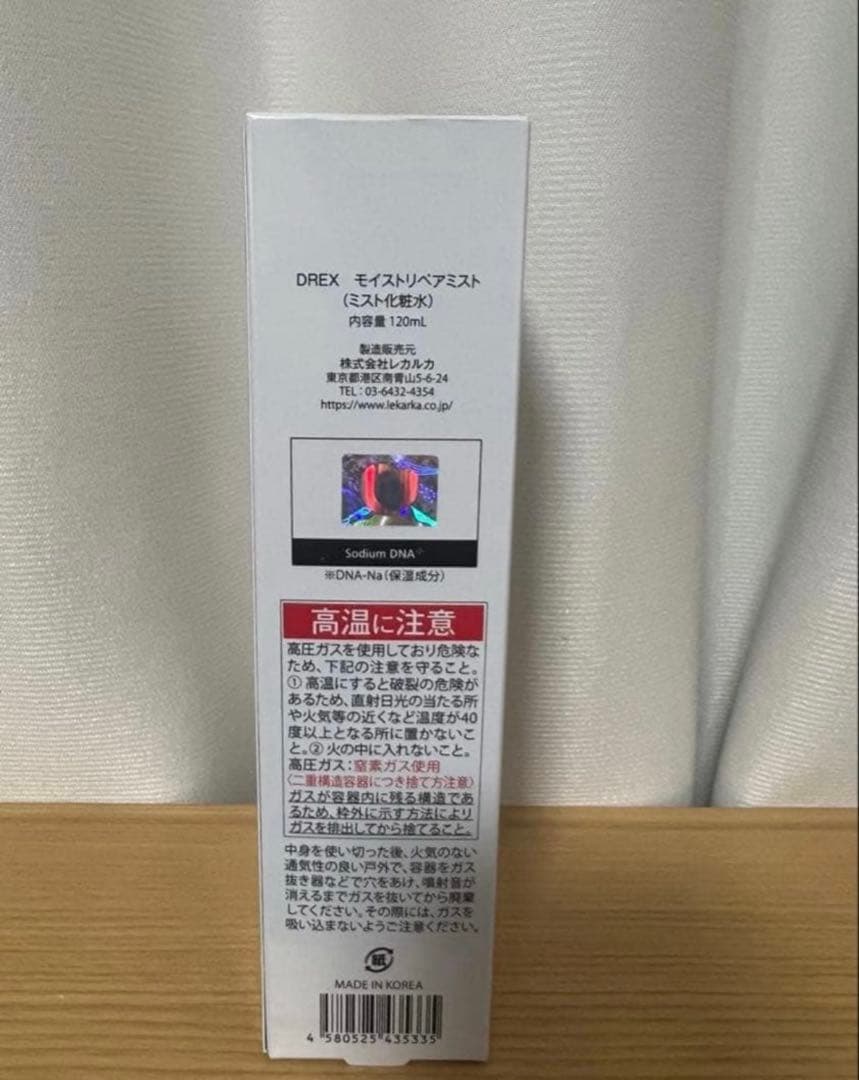 DREX　モイストリペアミスト
(ミスト化粧水)
内容量 120mL
製造販売元
株式会社レカルカ
東京都港区南青山5-6-24
TEL：03-6432-4354
https://www.lekarka.co.jp/
Sodium DNA※
※DNA-Na(保湿成分)
高温に注意
高圧ガスを使用しており危険な
ため、下記の注意を守ること。
① 高温にすると破裂の危険が
あるため、直射日光の当たる所
や火気等の近くなど温度が40
度以上となる所に置かないこ
と。② 火の中に入れないこと。
高圧ガス：窒素ガス使用
〈二重構造容器につき捨て方注意〉
ガスが容器内に残る構造であ
るため、枠外に示す方法により
ガスを排出してから捨てること。
中身を使い切った後、火気のない
通気性の良い戸外で、容器をガス
抜き器などで穴をあけ、噴射音が
消えるまでガスを抜いてから廃棄
してください。その際には、ガスを
吸い込まないようご注意ください。
紙
MADE IN KOREA
4 580525 435335